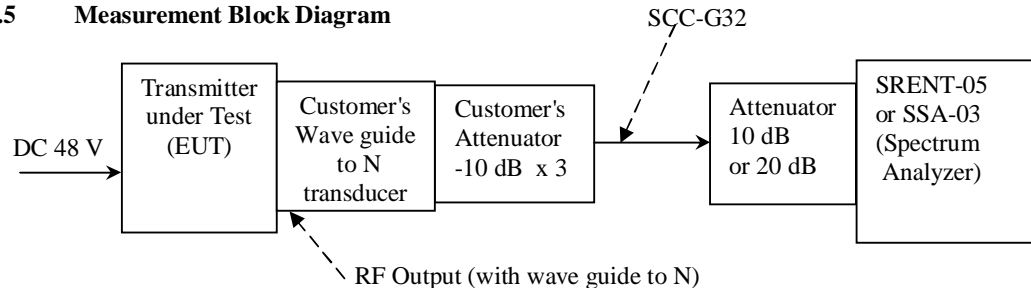 .5 Measurement Block Diagram
SCC-G32
DC 48 V
Transmitter
under Test
(EUT)
Customer's
Wave guide
to N
transducer
Customer's
Attenuator
-10 dB x 3
Attenuator
10 dB
or 20 dB
SRENT-05
or SSA-03
(Spectrum
Analyzer)
RF Output (with wave guide to N)